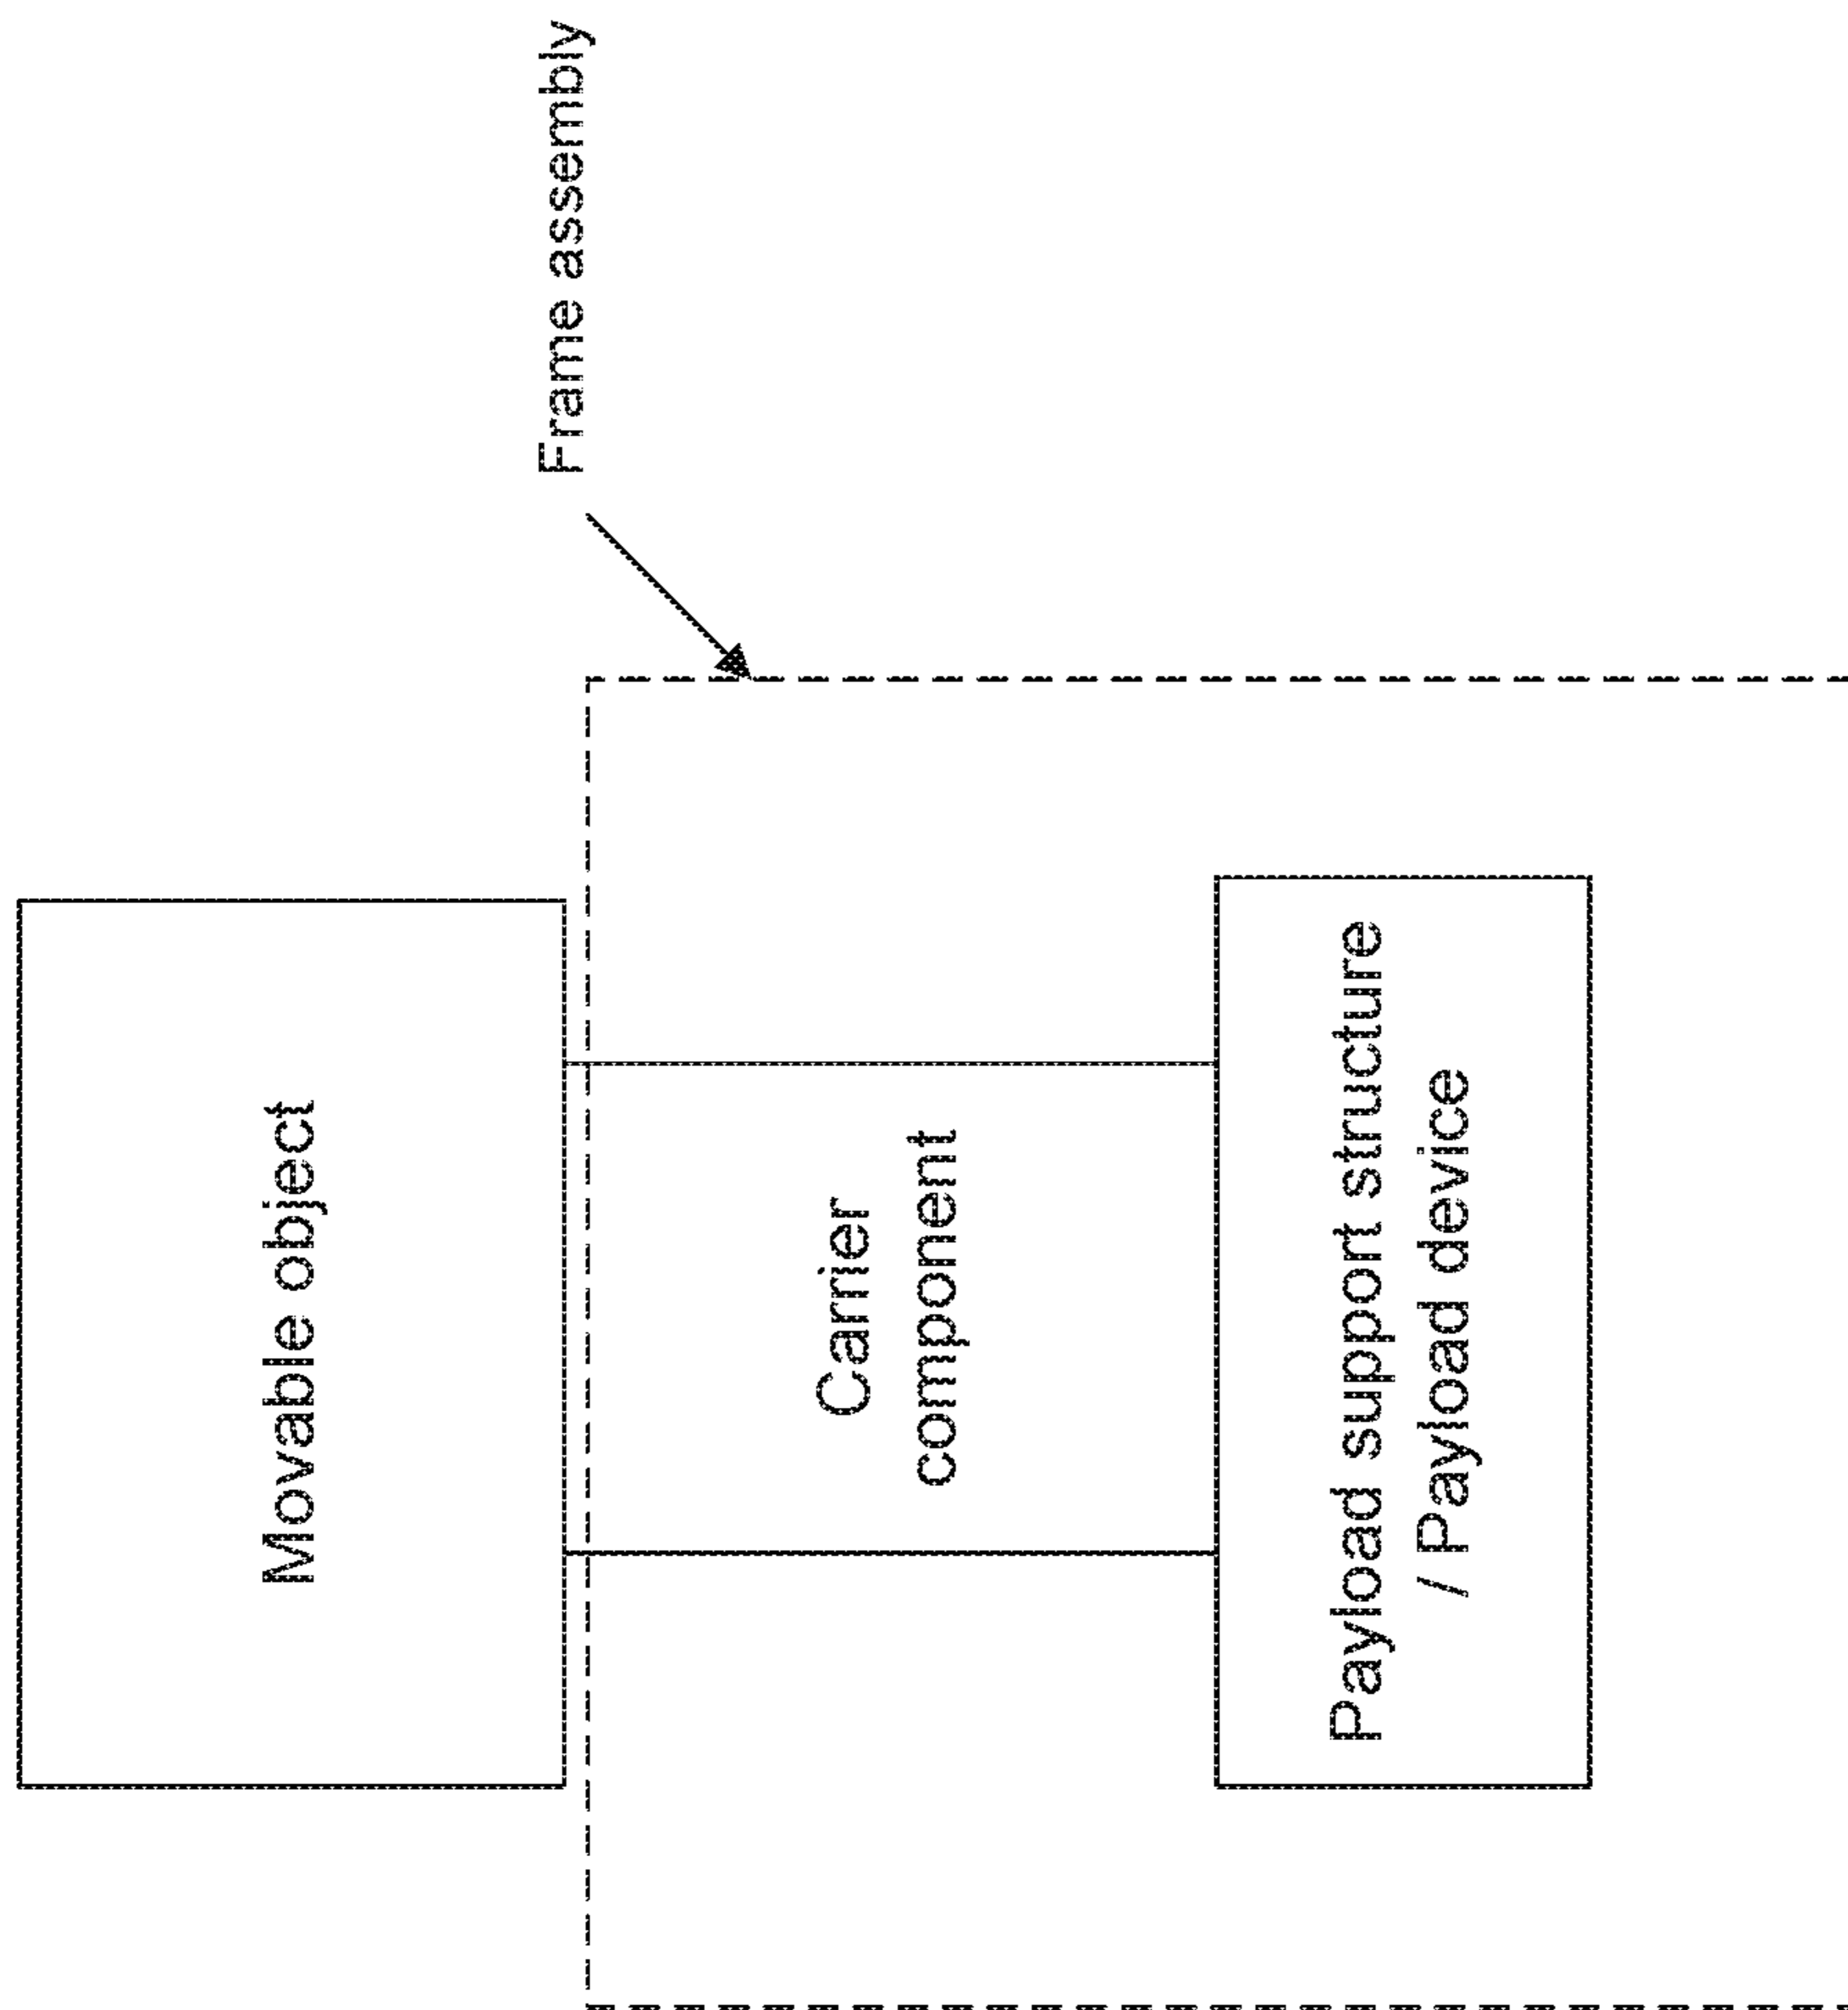 Frame assembly
Movable object
Carrier
component
Payload support structure
/ Payload device